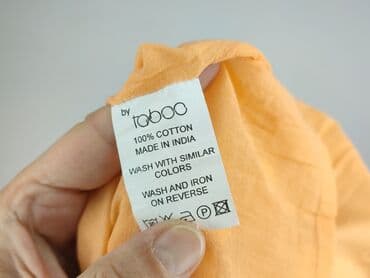 by taboo
100% COTTON
MADE IN INDIA
WASH WITH SIMILAR
COLORS
WASH AND IRON
ON REVERSE
P